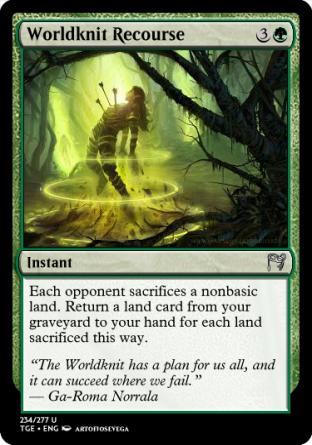 Worldknit Recourse 3
Instant
Each opponent sacrifices a nonbasic
land. Return a land card from your
graveyard to your hand for each land
sacrificed this way.
“The Worldknit has a plan for us all, and
it can succeed where we fail.”
— Ga-Roma Norrala
234/277 U
TGE • ENG ARTOFJOSEVEGA